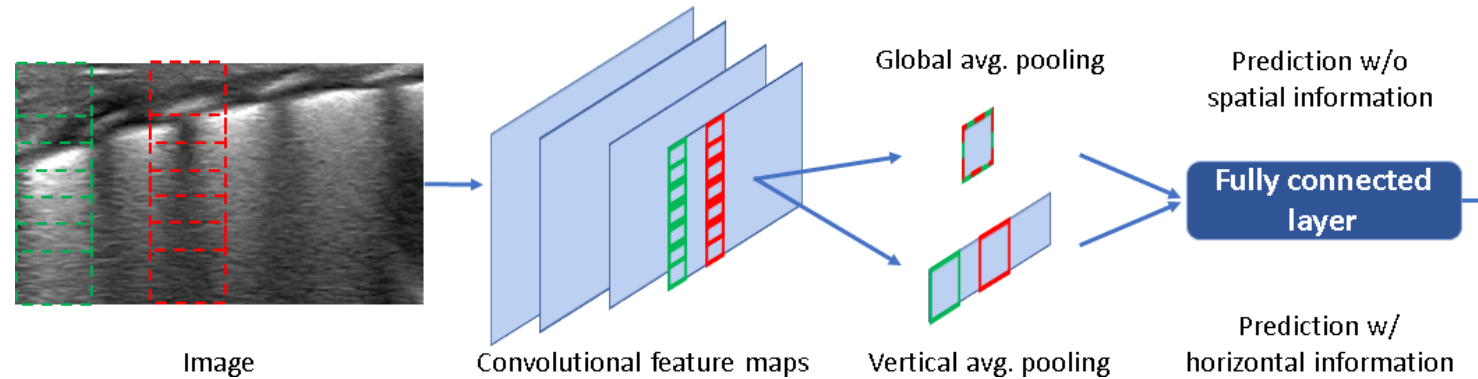 Global avg. pooling
Prediction w/o
spatial information
Fully connected
layer
Image
Convolutional feature maps
Vertical avg. pooling
Prediction w/
horizontal information